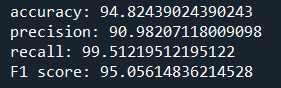 accuracy: 94.82439024390243
precision: 90.98207118009098
recall: 99.51219512195122
F1 score: 95.05614836214528